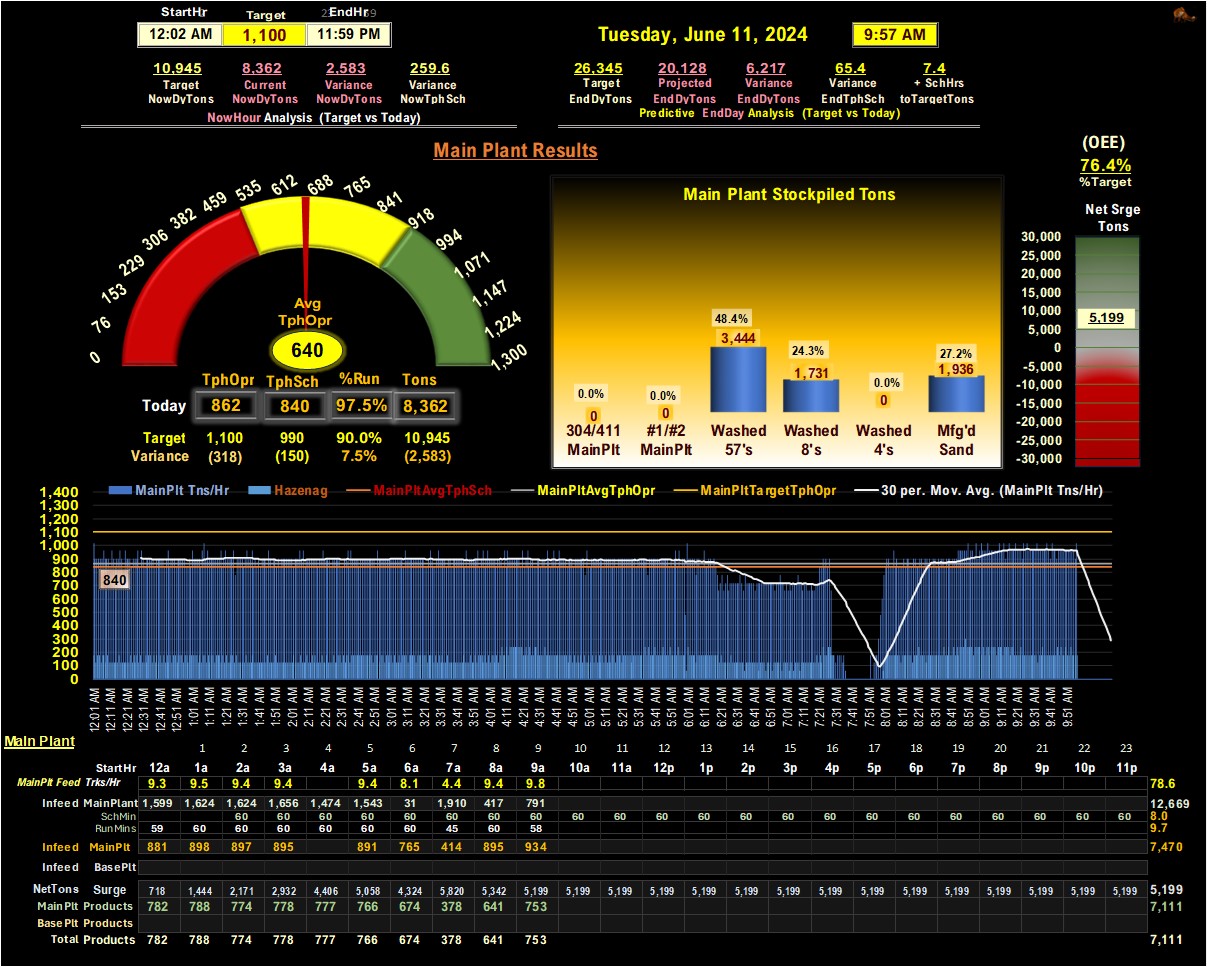 StartHr Target EndHr
12:02 AM 1,100 11:59 PM
Tuesday, June 11, 2024 9:57 AM
10,945 8,362 2,583 259.6
Target Current Variance Variance
NowDyTons NowDyTons NowDyTons NowTphSch
NowHour Analysis (Target vs Today)
26,345 20,128 6,217 65.4 7.4
Target Projected Variance Variance + SchHrs
EndDyTons EndDyTons EndDyTons EndTphSch toTargetTons
Predictive EndDay Analysis (Target vs Today)
Main Plant Results
(OEE)
76.4%
%Target
0 76 153 229 306 382 459 535 612 688 765 841 918 994 1,071 1,147 1,224 1,300
Avg
TphOpr
640
TphOpr TphSch %Run Tons
Today 862 840 97.5% 8,362
Target 1,100 990 90.0% 10,945
Variance (318) (150) 7.5% (2,583)
Main Plant Stockpiled Tons
0.0% 0.0% 48.4% 24.3% 0.0% 27.2%
0 0 3,444 1,731 0 1,936
304/411 #1/#2 Washed Washed Washed Mfg'd
MainPlt MainPlt 57's 8's 4's Sand
Net Srge
Tons
30,000
25,000
20,000
15,000
10,000
5,199
5,000
0
-5,000
-10,000
-15,000
-20,000
-25,000
-30,000
MainPlt Tns/Hr Hazenag MainPltAvgTphSch MainPltAvgTphOpr MainPltTargetTphOpr 30 per. Mov. Avg. (MainPlt Tns/Hr)
1,400
1,300
1,200
1,100
1,000
900
800
840
700
600
500
400
300
200
100
0
12:01 AM 12:11 AM 12:21 AM 12:31 AM 12:41 AM 12:51 AM 1:01 AM 1:11 AM 1:21 AM 1:31 AM 1:41 AM 1:51 AM 2:01 AM 2:11 AM 2:21 AM 2:31 AM 2:41 AM 2:51 AM 3:01 AM 3:11 AM 3:21 AM 3:31 AM 3:41 AM 3:51 AM 4:01 AM 4:11 AM 4:21 AM 4:31 AM 4:41 AM 4:51 AM 5:01 AM 5:11 AM 5:21 AM 5:31 AM 5:41 AM 5:51 AM 6:01 AM 6:11 AM 6:21 AM 6:31 AM 6:41 AM 6:51 AM 7:01 AM 7:11 AM 7:21 AM 7:31 AM 7:41 AM 7:51 AM 8:01 AM 8:11 AM 8:21 AM 8:31 AM 8:41 AM 8:51 AM 9:01 AM 9:11 AM 9:21 AM 9:31 AM 9:41 AM 9:51 AM
Main Plant
1 2 3 4 5 6 7 8 9 10 11 12 13 14 15 16 17 18 19 20 21 22 23
StartHr 12a 1a 2a 3a 4a 5a 6a 7a 8a 9a 10a 11a 12p 1p 2p 3p 4p 5p 6p 7p 8p 9p 10p 11p
MainPlt Feed Trks/Hr 9.3 9.5 9.4 9.4 9.4 8.1 4.4 9.4 9.8 78.6
Infeed MainPlant 1,599 1,624 1,624 1,656 1,474 1,543 31 1,910 417 791 12,669
SchMin 60 60 60 60 60 60 60 60 60 60 60 60 60 60 60 60 60 60 60 60 60 60 8.0
RunMins 59 60 60 60 60 60 60 45 60 58 9.7
Infeed MainPlt 881 898 897 895 891 765 414 895 934 7,470
Infeed BasePlt
NetTons Surge 718 1,444 2,171 2,932 4,406 5,058 4,324 5,820 5,342 5,199 5,199 5,199 5,199 5,199 5,199 5,199 5,199 5,199 5,199 5,199 5,199 5,199 5,199 5,199 5,199
MainPlt Products 782 788 774 778 777 766 674 378 641 753 7,111
BasePlt Products
Total Products 782 788 774 778 777 766 674 378 641 753 7,111